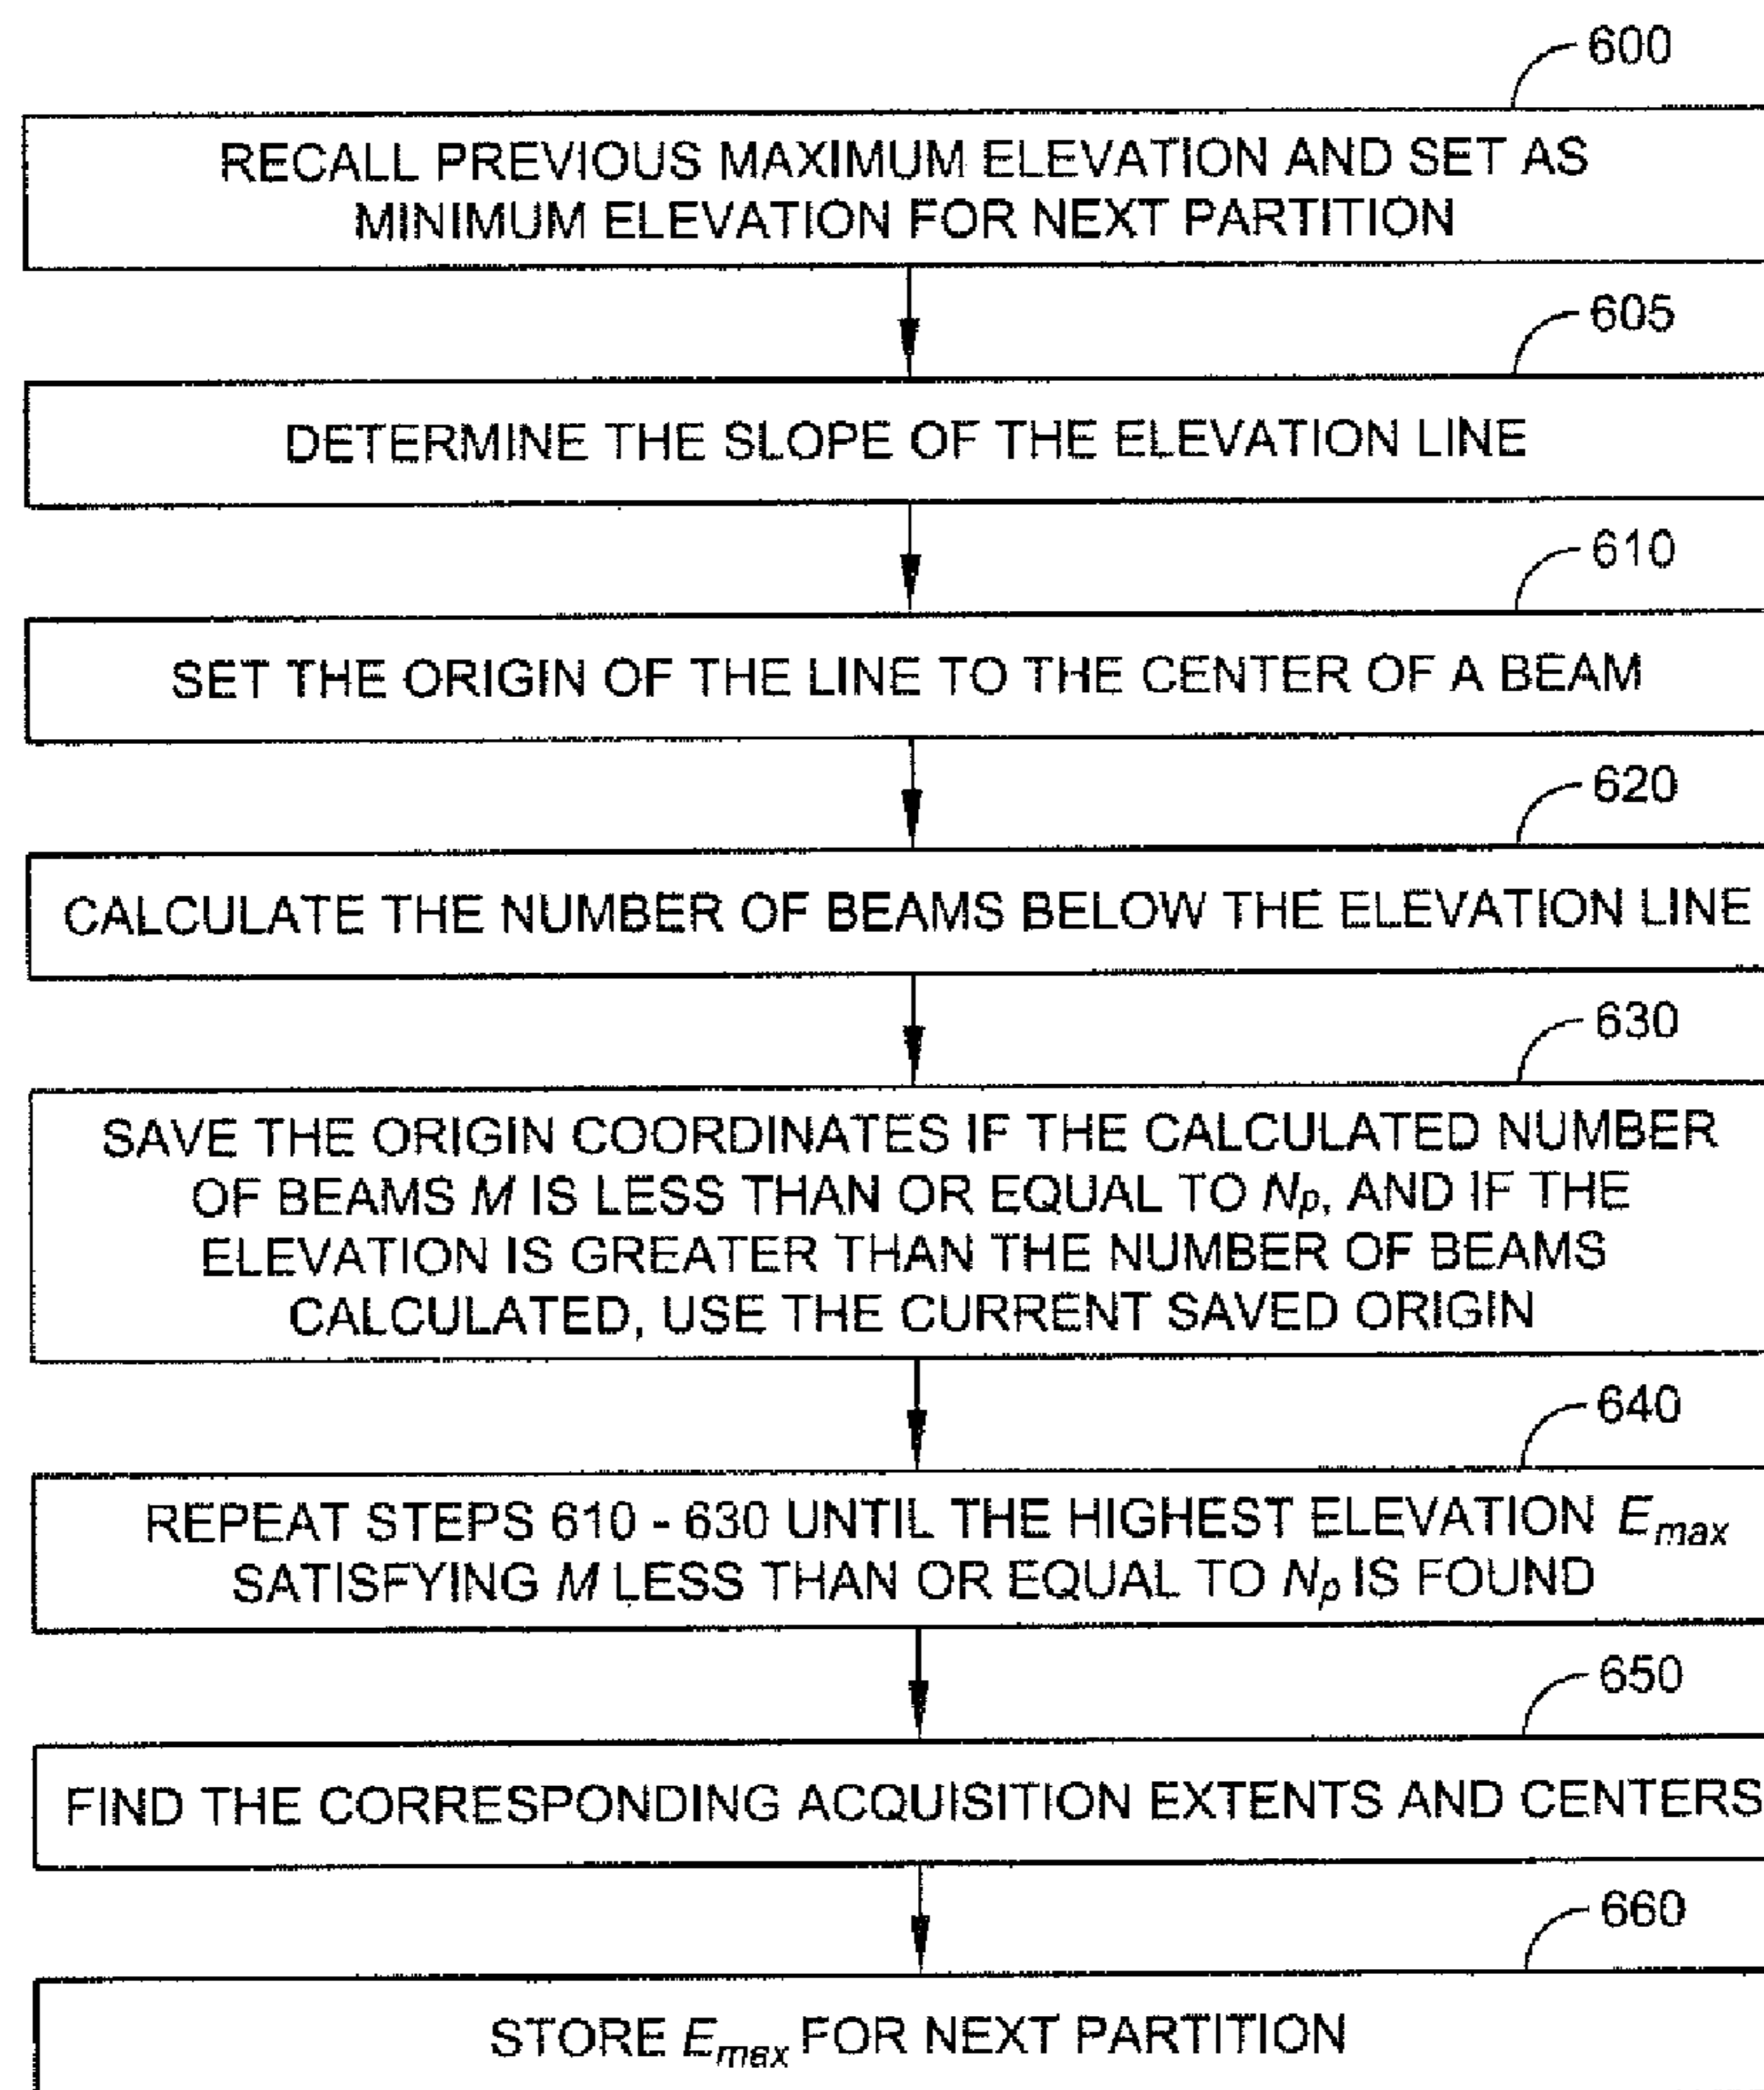 600
RECALL PREVIOUS MAXIMUM ELEVATION AND SET AS
MINIMUM ELEVATION FOR NEXT PARTITION
605
DETERMINE THE SLOPE OF THE ELEVATION LINE
610
SET THE ORIGIN OF THE LINE TO THE CENTER OF A BEAM
620
CALCULATE THE NUMBER OF BEAMS BELOW THE ELEVATION LINE
630
SAVE THE ORIGIN COORDINATES IF THE CALCULATED NUMBER
OF BEAMS M IS LESS THAN OR EQUAL TO Np, AND IF THE
ELEVATION IS GREATER THAN THE NUMBER OF BEAMS
CALCULATED, USE THE CURRENT SAVED ORIGIN
640
REPEAT STEPS 610 - 630 UNTIL THE HIGHEST ELEVATION Emax
SATISFYING M LESS THAN OR EQUAL TO Np IS FOUND
650
FIND THE CORRESPONDING ACQUISITION EXTENTS AND CENTERS
660
STORE Emax FOR NEXT PARTITION